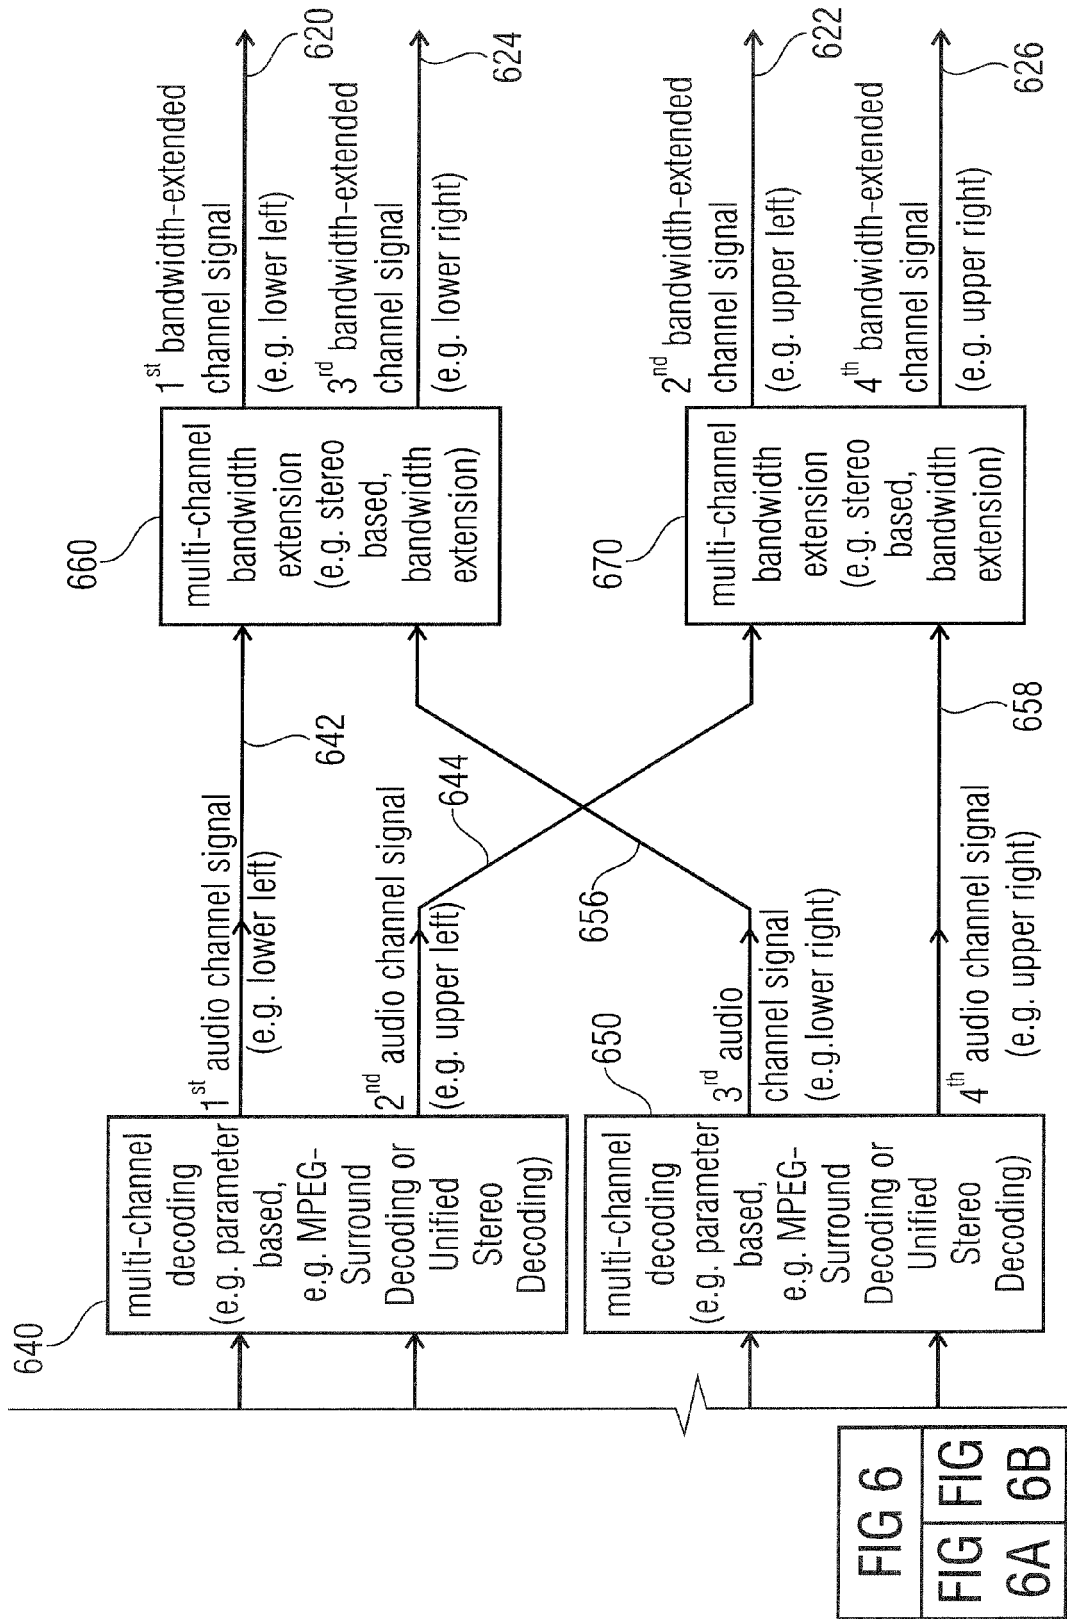 640
multi-channel
decoding
(e.g. parameter
based,
e.g. MPEG-
Surround
Decoding or
Unified
Stereo
Decoding)
1st audio channel signal
(e.g. lower left)
642
2nd audio channel signal
(e.g. upper left)
644
660
multi-channel
bandwidth
extension
(e.g. stereo
based,
bandwidth
extension)
1st bandwidth-extended
channel signal
(e.g. lower left)
620
3rd bandwidth-extended
channel signal
(e.g. lower right)
624
650
multi-channel
decoding
(e.g. parameter
based,
e.g. MPEG-
Surround
Decoding or
Unified
Stereo
Decoding)
3rd audio
channel signal
(e.g.lower right)
656
4th audio channel signal
(e.g. upper right)
658
670
multi-channel
bandwidth
extension
(e.g. stereo
based,
bandwidth
extension)
2nd bandwidth-extended
channel signal
(e.g. upper left)
622
4th bandwidth-extended
channel signal
(e.g. upper right)
626
FIG 6
FIG FIG
6A 6B